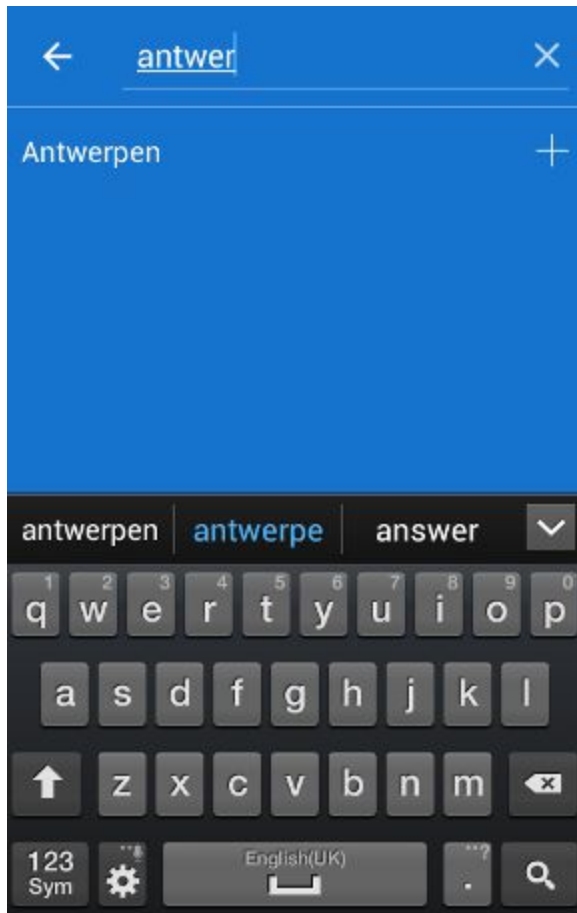 antwer
Antwerpen
antwerpen antwerpe answer
1 2 3 4 5 6 7 8 9 0
q w e r t y u i o p
a s d f g h j k l
z x c v b n m
123 English(UK) ...?
Sym .